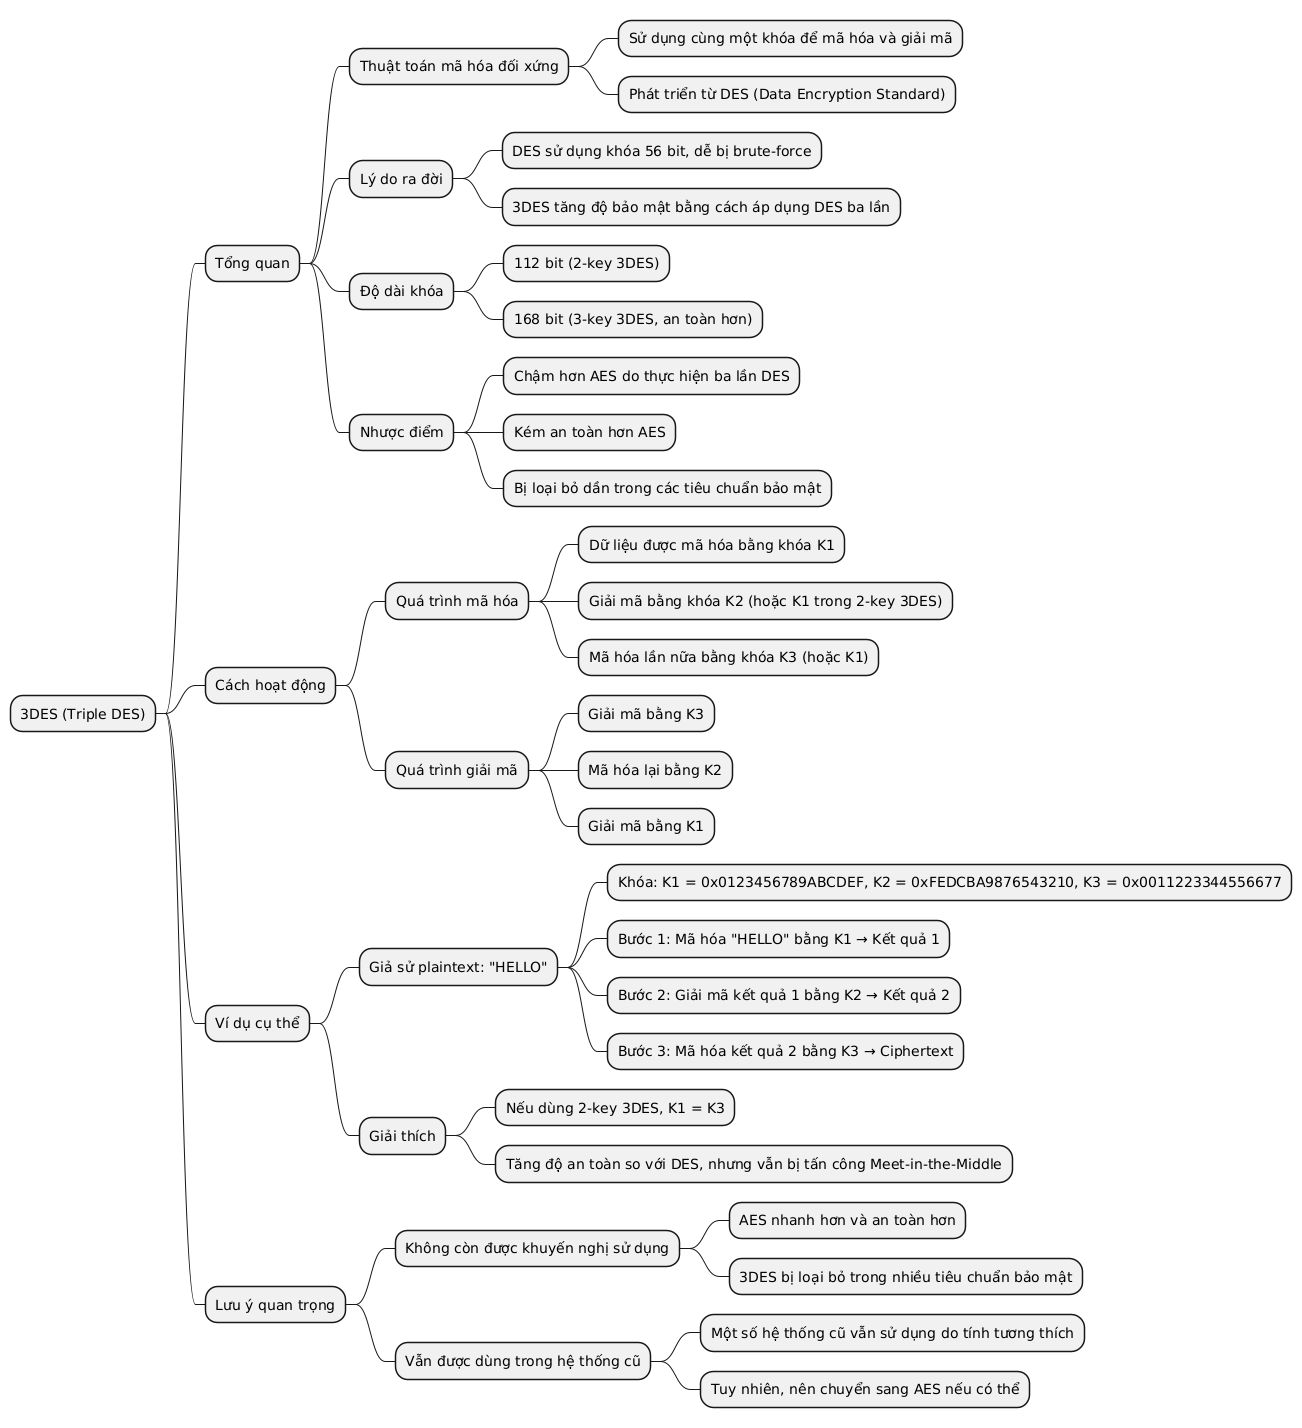 3DES (Triple DES)
Tổng quan
Thuật toán mã hóa đối xứng
Sử dụng cùng một khóa để mã hóa và giải mã
Phát triển từ DES (Data Encryption Standard)
Lý do ra đời
DES sử dụng khóa 56 bit, dễ bị brute-force
3DES tăng độ bảo mật bằng cách áp dụng DES ba lần
Độ dài khóa
112 bit (2-key 3DES)
168 bit (3-key 3DES, an toàn hơn)
Nhược điểm
Chậm hơn AES do thực hiện ba lần DES
Kém an toàn hơn AES
Bị loại bỏ dần trong các tiêu chuẩn bảo mật
Cách hoạt động
Quá trình mã hóa
Dữ liệu được mã hóa bằng khóa K1
Giải mã bằng khóa K2 (hoặc K1 trong 2-key 3DES)
Mã hóa lần nữa bằng khóa K3 (hoặc K1)
Quá trình giải mã
Giải mã bằng K3
Mã hóa lại bằng K2
Giải mã bằng K1
Ví dụ cụ thể
Giả sử plaintext: "HELLO"
Khóa: K1 = 0x0123456789ABCDEF, K2 = 0xFEDCBA9876543210, K3 = 0x0011223344556677
Bước 1: Mã hóa "HELLO" bằng K1 → Kết quả 1
Bước 2: Giải mã kết quả 1 bằng K2 → Kết quả 2
Bước 3: Mã hóa kết quả 2 bằng K3 → Ciphertext
Giải thích
Nếu dùng 2-key 3DES, K1 = K3
Tăng độ an toàn so với DES, nhưng vẫn bị tấn công Meet-in-the-Middle
Lưu ý quan trọng
Không còn được khuyến nghị sử dụng
AES nhanh hơn và an toàn hơn
3DES bị loại bỏ trong nhiều tiêu chuẩn bảo mật
Vẫn được dùng trong hệ thống cũ
Một số hệ thống cũ vẫn sử dụng do tính tương thích
Tuy nhiên, nên chuyển sang AES nếu có thể